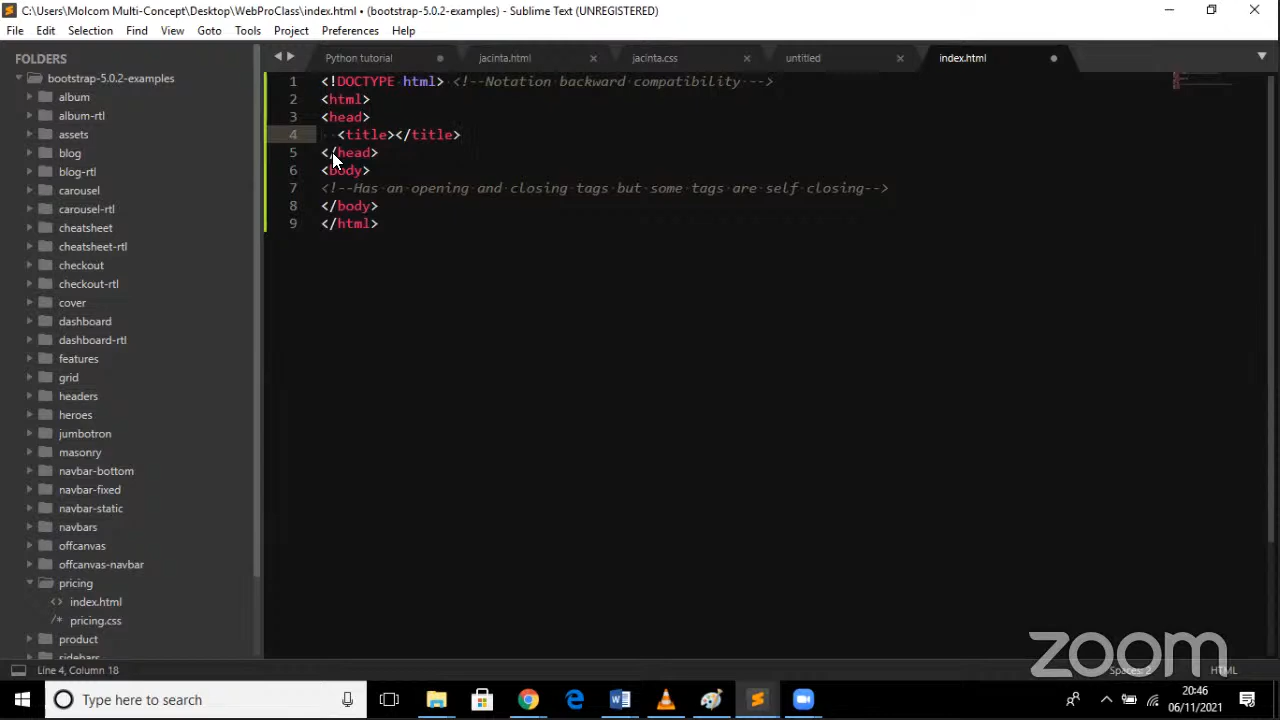 C:\Users\Molcom Multi-Concept\Desktop\WebProClass\index.html • (bootstrap-5.0.2-examples) - Sublime Text (UNREGISTERED)
File Edit Selection Find View Goto Tools Project Preferences Help
FOLDERS
bootstrap-5.0.2-examples
album
album-rtl
assets
blog
blog-rtl
carousel
carousel-rtl
cheatsheet
cheatsheet-rtl
checkout
checkout-rtl
cover
dashboard
dashboard-rtl
features
grid
headers
heroes
jumbotron
masonry
navbar-bottom
navbar-fixed
navbar-static
navbars
offcanvas
offcanvas-navbar
pricing
<> index.html
/* pricing.css
product
sidebars
Python tutorial jacinta.html jacinta.css untitled index.html
1 <!DOCTYPE html> <!--Notation backward compatibility -->
2 <html>
3 <head>
4 <title></title>
5 </head>
6 <body>
7 <!--Has an opening and closing tags but some tags are self closing-->
8 </body>
9 </html>
zoom
Line 4, Column 18 Spaces: 2 HTML
Type here to search
20:46
06/11/2021